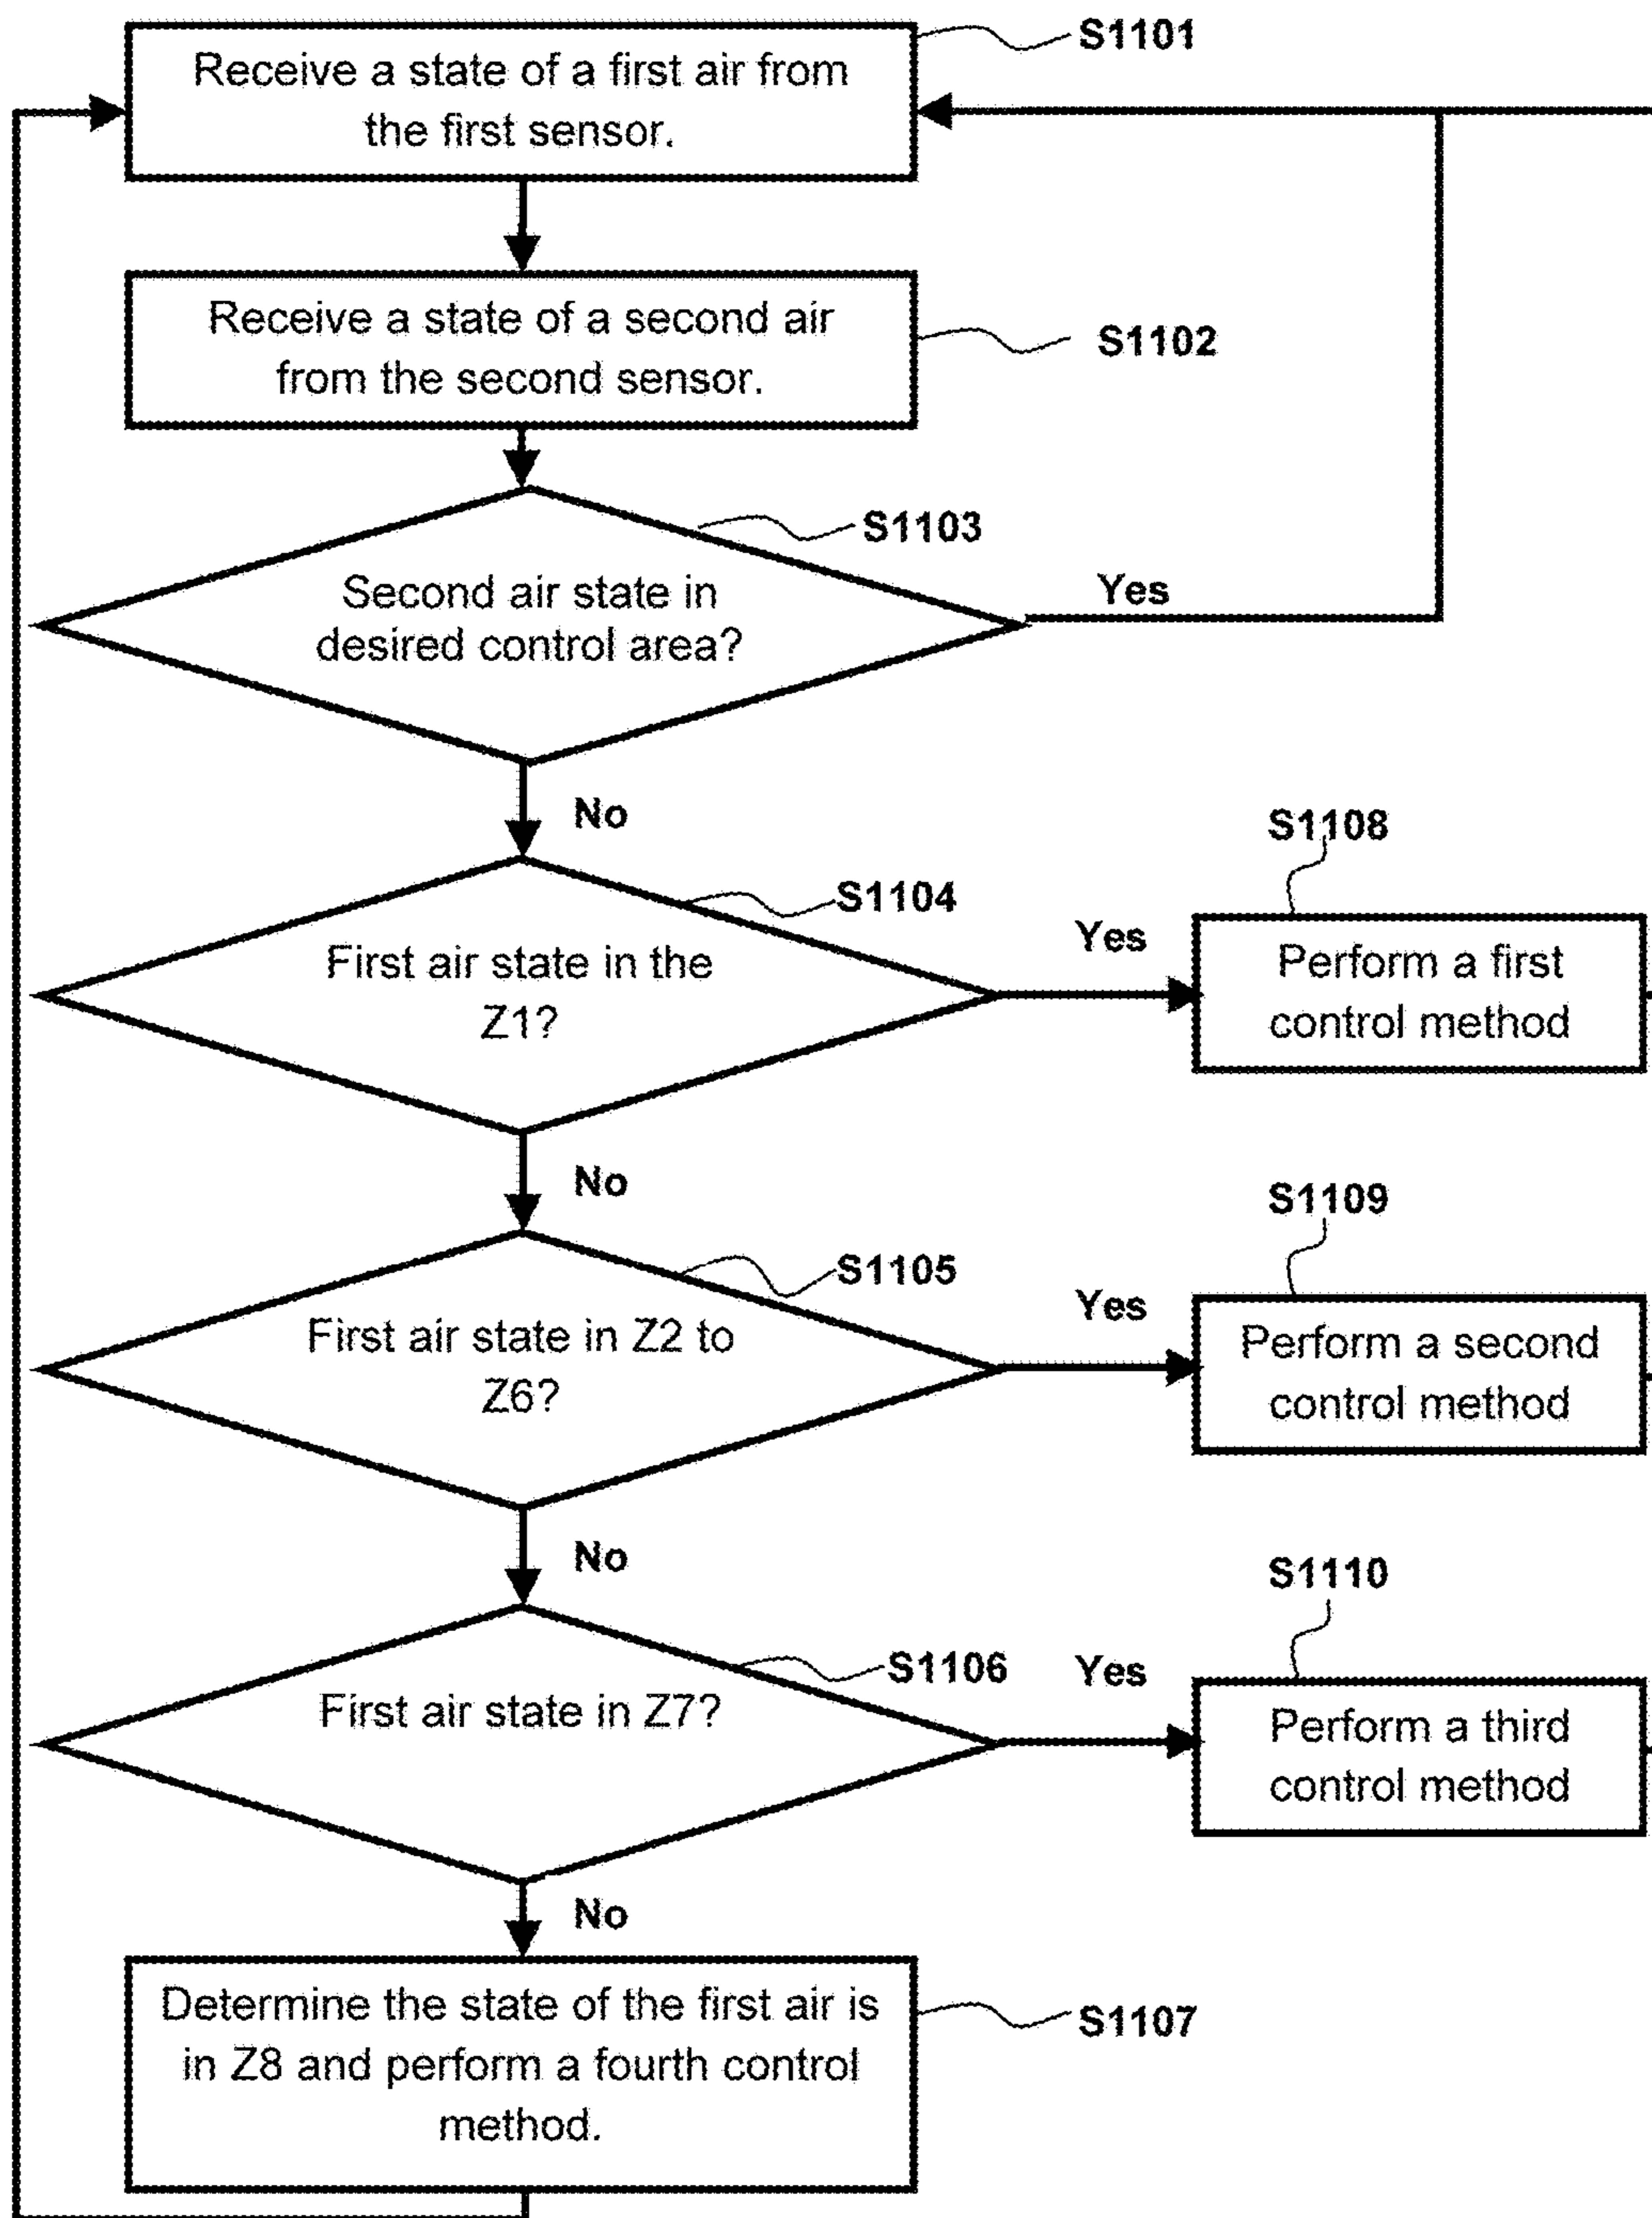 S1101
Receive a state of a first air from
the first sensor.
Receive a state of a second air
from the second sensor.
S1102
S1103
Second air state in
desired control area?
Yes
No
S1104
First air state in the
Z1?
Yes
S1108
Perform a first
control method
No
S1105
First air state in Z2 to
Z6?
Yes
S1109
Perform a second
control method
No
S1106
First air state in Z7?
Yes
S1110
Perform a third
control method
No
Determine the state of the first air is
in Z8 and perform a fourth control
method.
S1107